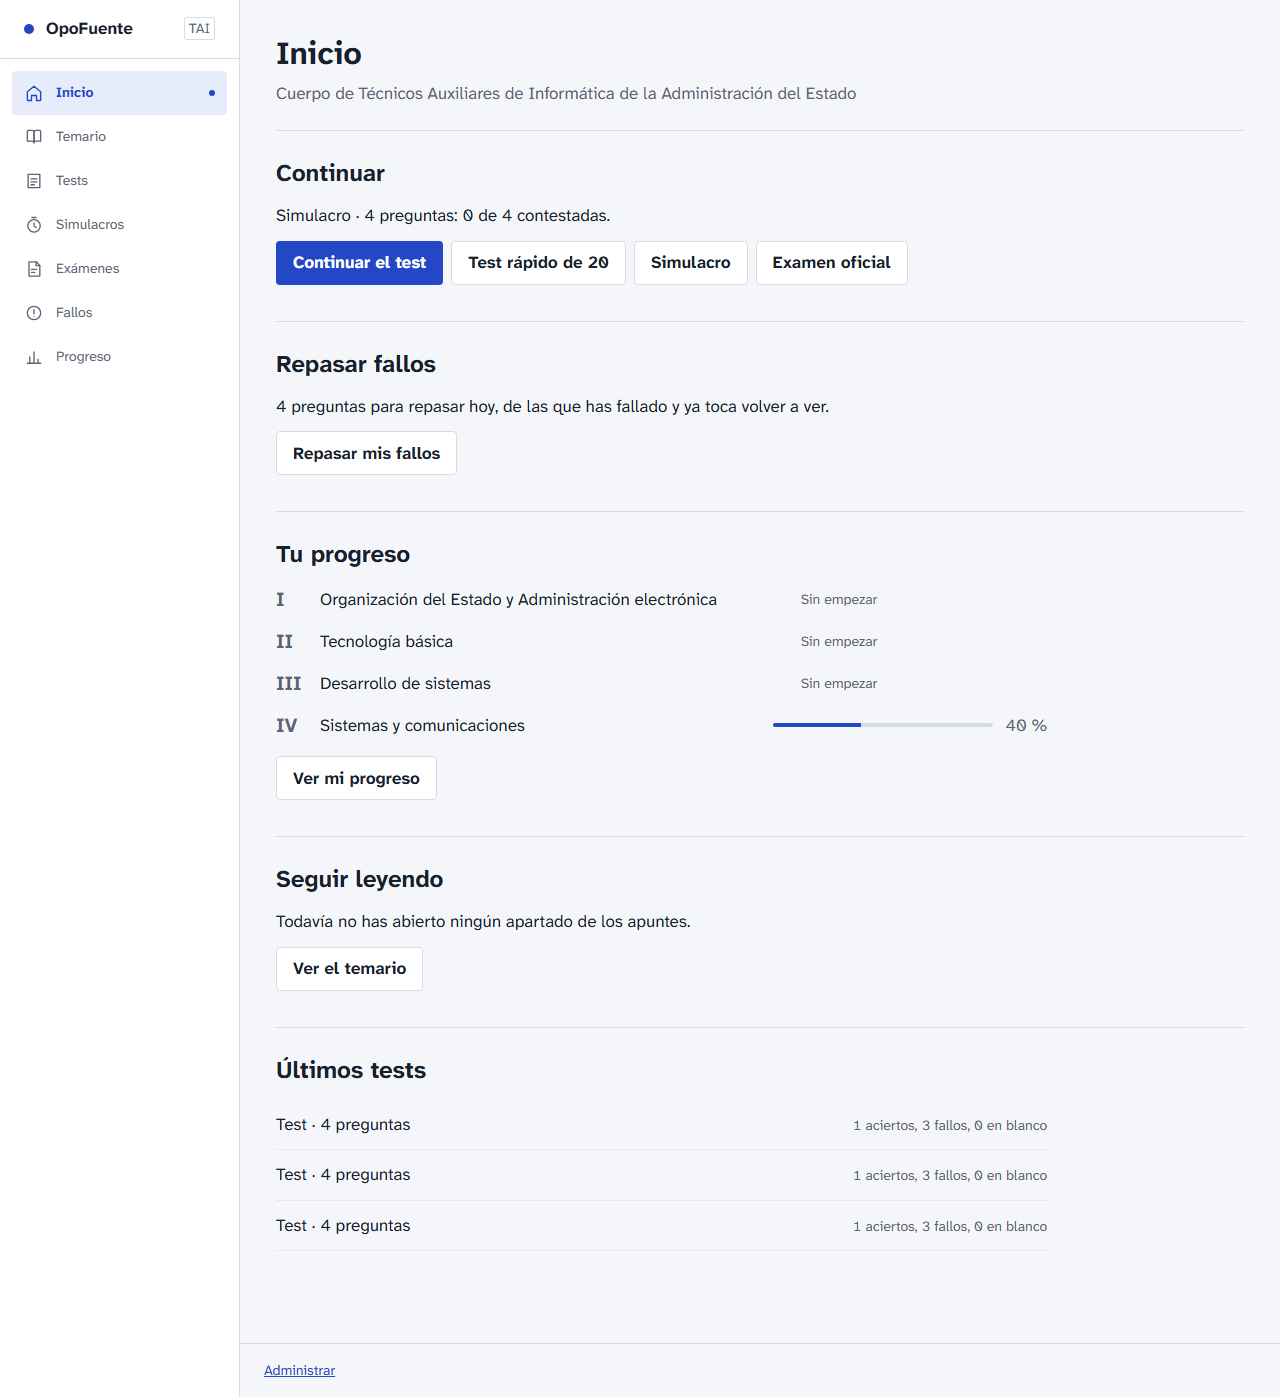 OpoFuente TAI
Inicio
Temario
Tests
Simulacros
Exámenes
Fallos
Progreso
Inicio
Cuerpo de Técnicos Auxiliares de Informática de la Administración del Estado
Continuar
Simulacro · 4 preguntas: 0 de 4 contestadas.
Continuar el test Test rápido de 20 Simulacro Examen oficial
Repasar fallos
4 preguntas para repasar hoy, de las que has fallado y ya toca volver a ver.
Repasar mis fallos
Tu progreso
I Organización del Estado y Administración electrónica Sin empezar
II Tecnología básica Sin empezar
III Desarrollo de sistemas Sin empezar
IV Sistemas y comunicaciones 40 %
Ver mi progreso
Seguir leyendo
Todavía no has abierto ningún apartado de los apuntes.
Ver el temario
Últimos tests
Test · 4 preguntas 1 aciertos, 3 fallos, 0 en blanco
Test · 4 preguntas 1 aciertos, 3 fallos, 0 en blanco
Test · 4 preguntas 1 aciertos, 3 fallos, 0 en blanco
Administrar